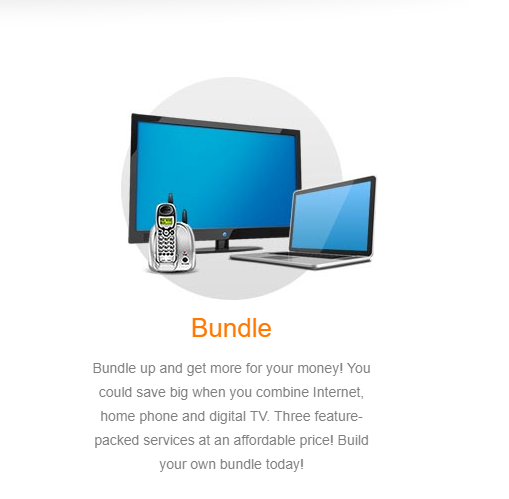 Bundle
Bundle up and get more for your money! You
could save big when you combine Internet,
home phone and digital TV. Three feature-
packed services at an affordable price! Build
your own bundle today!